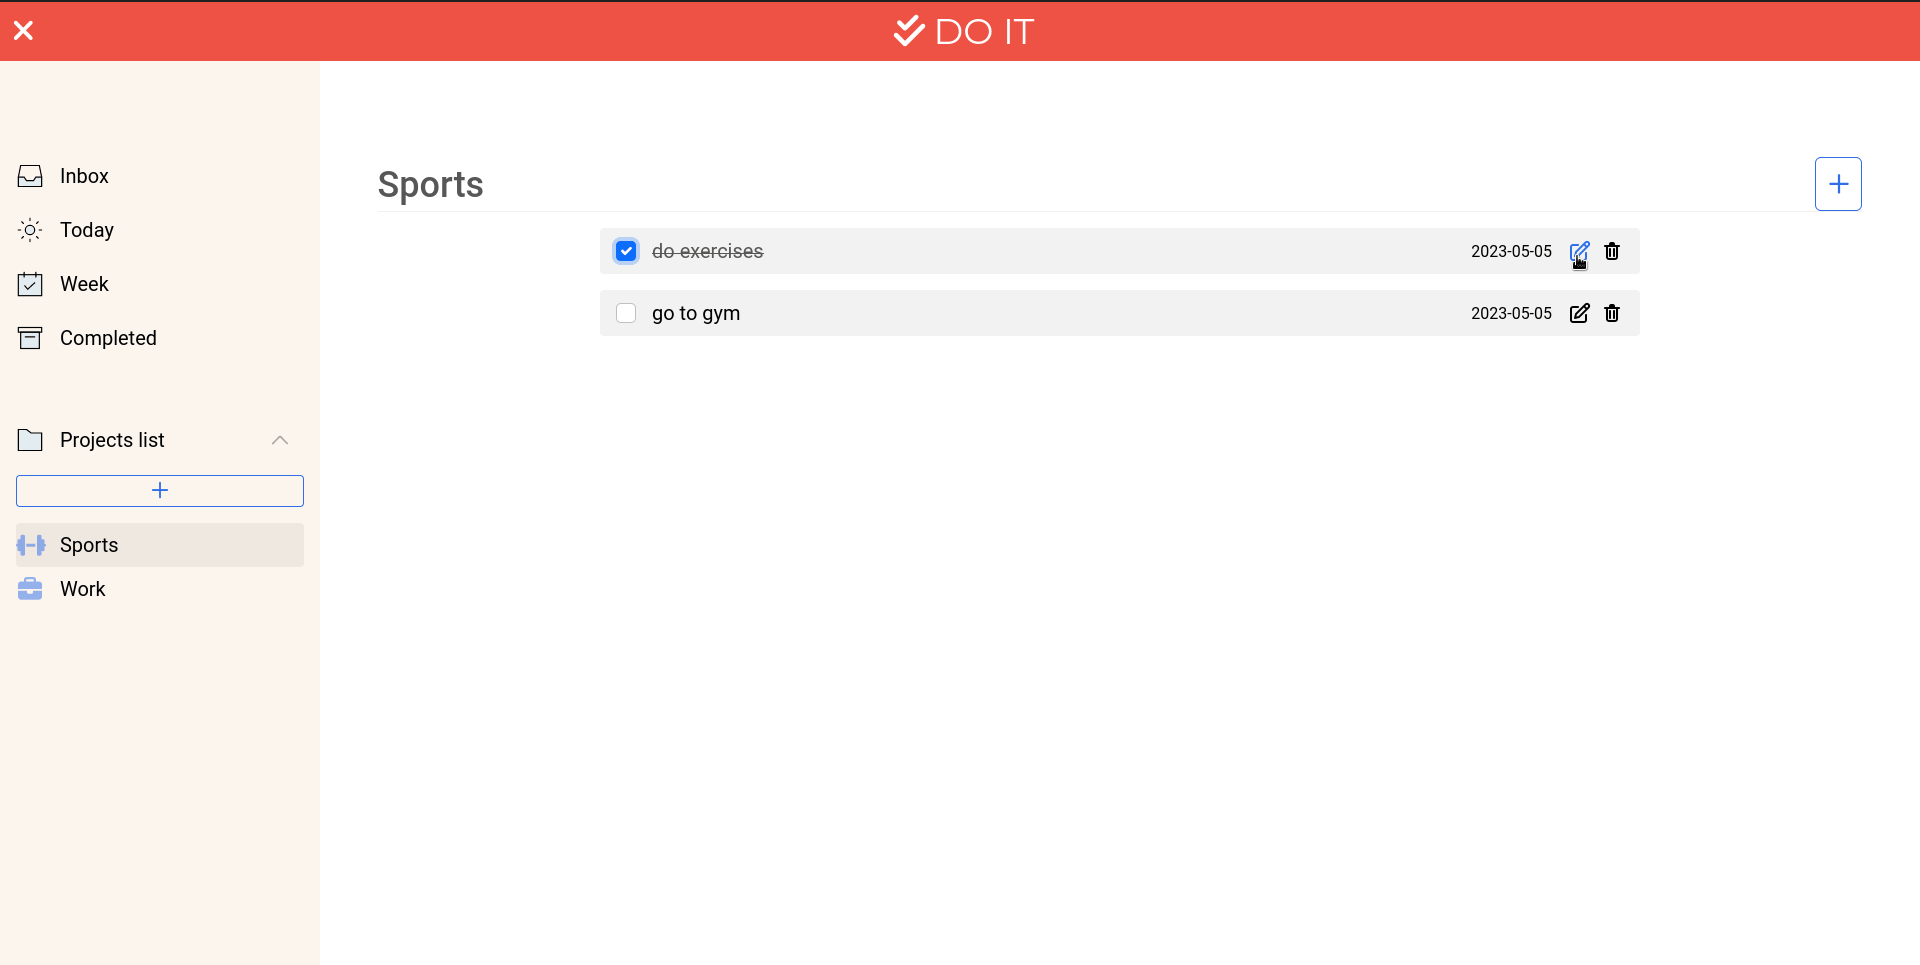 DO IT
Inbox
Today
Week
Completed
Projects list
Sports
Work
Sports
do exercises 2023-05-05
go to gym 2023-05-05